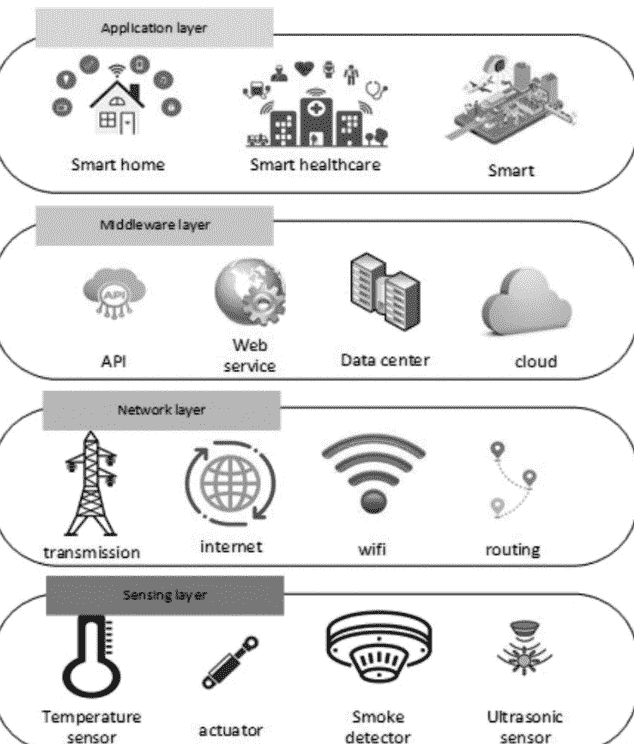 Application layer
Smart home
Smart healthcare
Smart
Middleware layer
API
API
Web
service
Data center
cloud
Network layer
transmission
internet
wifi
routing
Sensing layer
Temperature
sensor
actuator
Smoke
detector
Ultrasonic
sensor